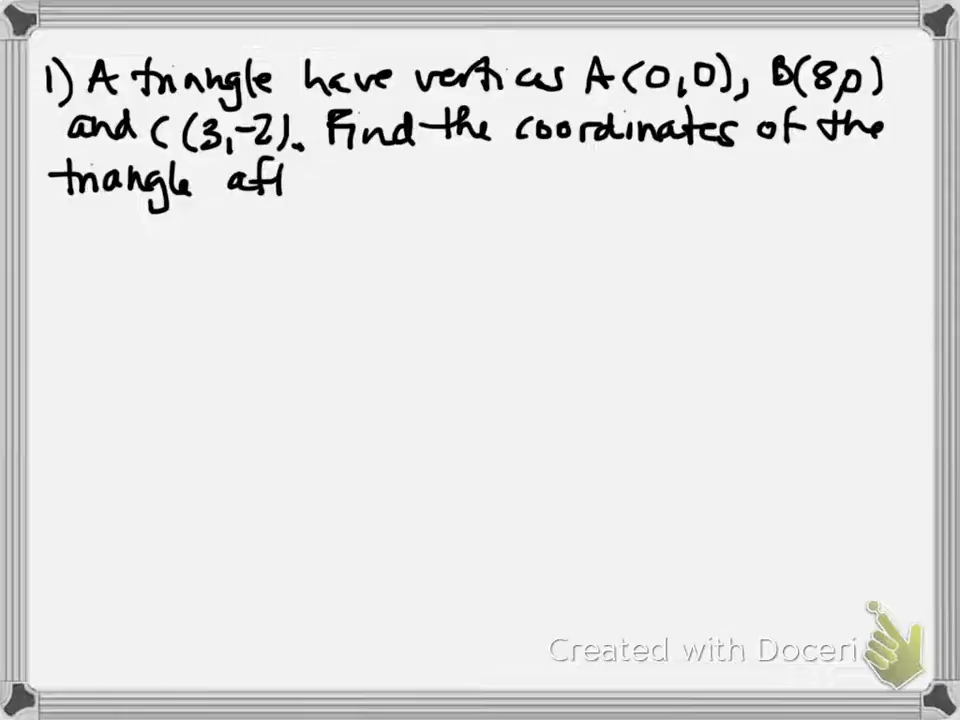 1) A triangle have vertices A(0,0), B(8,0)
and C(3,-2). Find the coordinates of the
triangle aft
Created with Doceri